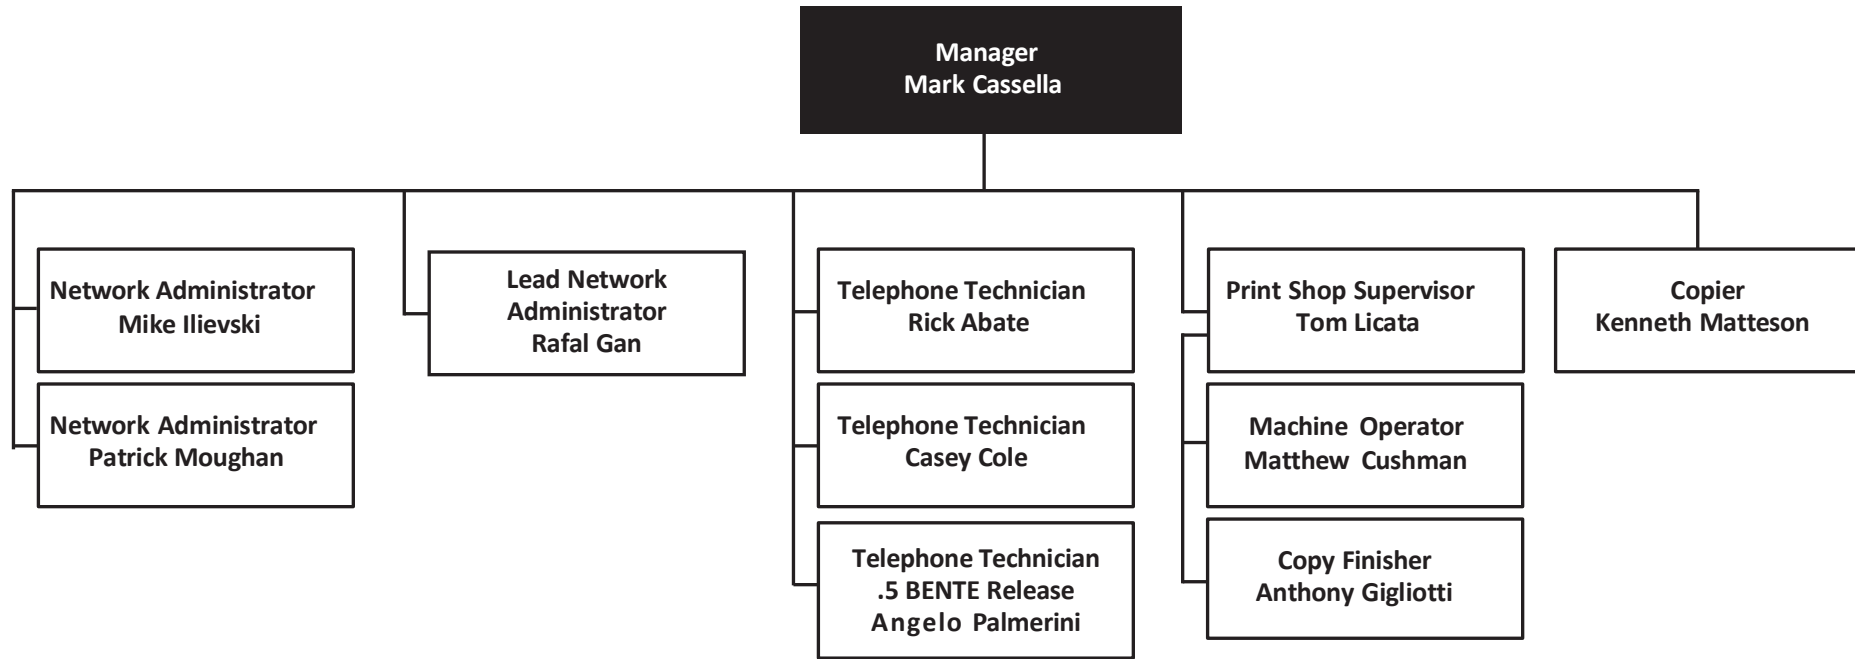 Manager
Mark Cassella
Network Administrator
Mike Ilievski
Network Administrator
Patrick Moughan
Lead Network
Administrator
Rafal Gan
Telephone Technician
Rick Abate
Telephone Technician
Casey Cole
Telephone Technician
.5 BENTE Release
Angelo Palmerini
Print Shop Supervisor
Tom Licata
Machine Operator
Matthew Cushman
Copy Finisher
Anthony Gigliotti
Copier
Kenneth Matteson